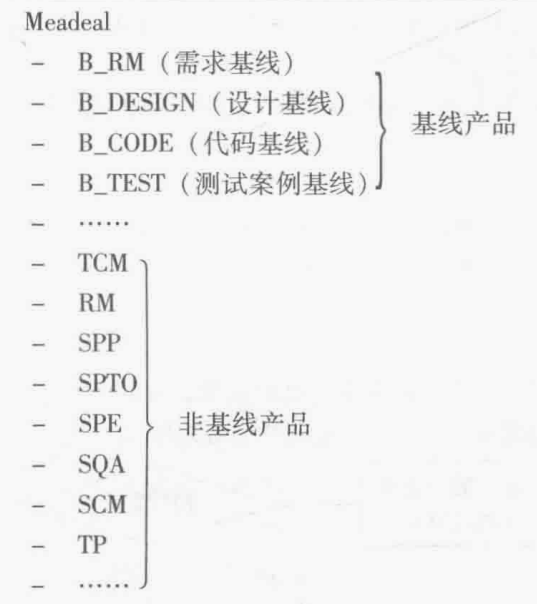 Meadeal
– B_RM（需求基线）
– B_DESIGN（设计基线）
– B_CODE（代码基线）
– B_TEST（测试案例基线）
基线产品
– ……
– TCM
– RM
– SPP
– SPTO
– SPE
– SQA
– SCM
– TP
– ……
非基线产品